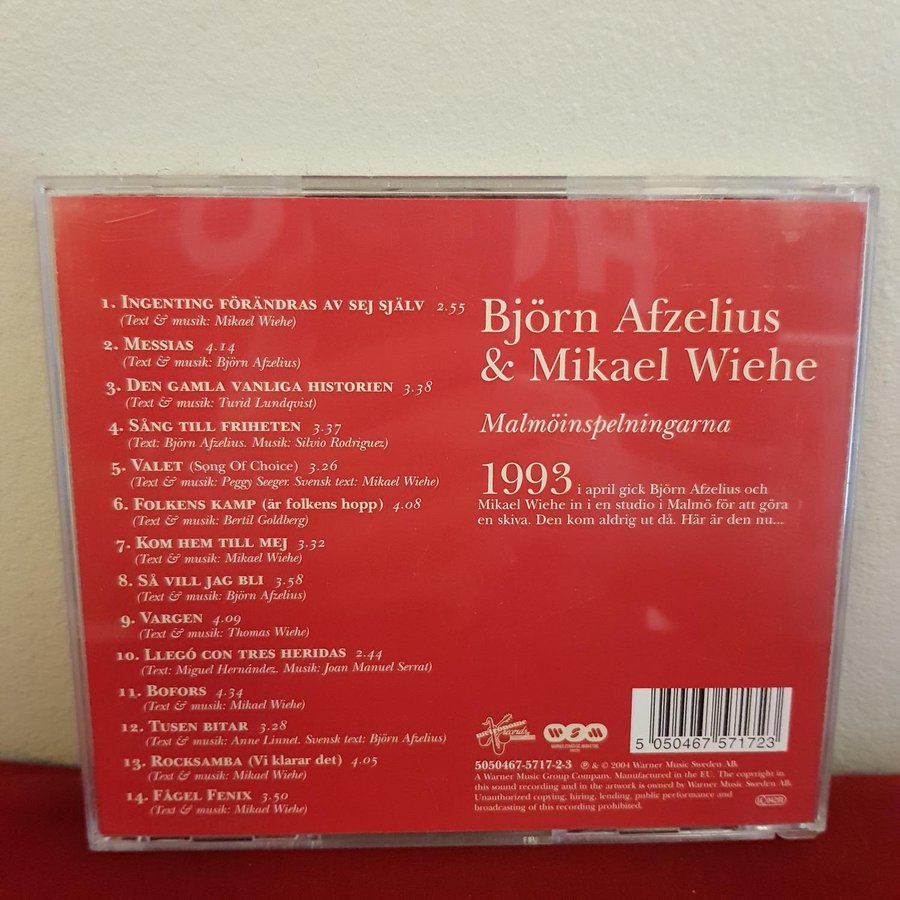 1. Ingenting förändras av sej själv 2.55
(Text & musik: Mikael Wiehe)
2. Messias 4.14
(Text & musik: Björn Afzelius)
3. Den gamla vanliga historien 3.38
(Text & musik: Turid Lundqvist)
4. Sång till friheten 3.37
(Text: Björn Afzelius. Musik: Silvio Rodriguez)
5. Valet (Song Of Choice) 3.26
(Text & musik: Peggy Seeger. Svensk text: Mikael Wiehe)
6. Folkens kamp (är folkens hopp) 4.08
(Text & musik: Bertil Goldberg)
7. Kom hem till mej 3.32
(Text & musik: Mikael Wiehe)
8. Så vill jag bli 3.58
(Text & musik: Björn Afzelius)
9. Vargen 4.09
(Text & musik: Thomas Wiehe)
10. Llegó con tres heridas 2.44
(Text: Miguel Hernández. Musik: Joan Manuel Serrat)
11. Bofors 4.34
(Text & musik: Mikael Wiehe)
12. Tusen bitar 3.28
(Text & musik: Anne Linnet. Svensk text: Björn Afzelius)
13. Rocksamba (Vi klarar det) 4.05
(Text & musik: Mikael Wiehe)
14. Fågel Fenix 3.50
(Text & musik: Mikael Wiehe)
Björn Afzelius
& Mikael Wiehe
Malmöinspelningarna
1993 i april gick Björn Afzelius och
Mikael Wiehe in i en studio i Malmö för att göra
en skiva. Den kom aldrig ut då. Här är den nu...
metronome
records
wsm
5 050467 571723
5050467-5717-2-3 ℗ & © 2004 Warner Music Sweden AB.
A Warner Music Group Company. Manufactured in the EU. The copyright in
this sound recording and in the artwork is owned by Warner Music Sweden AB.
Unauthorized copying, hiring, lending, public performance and
broadcasting of this recording prohibited.